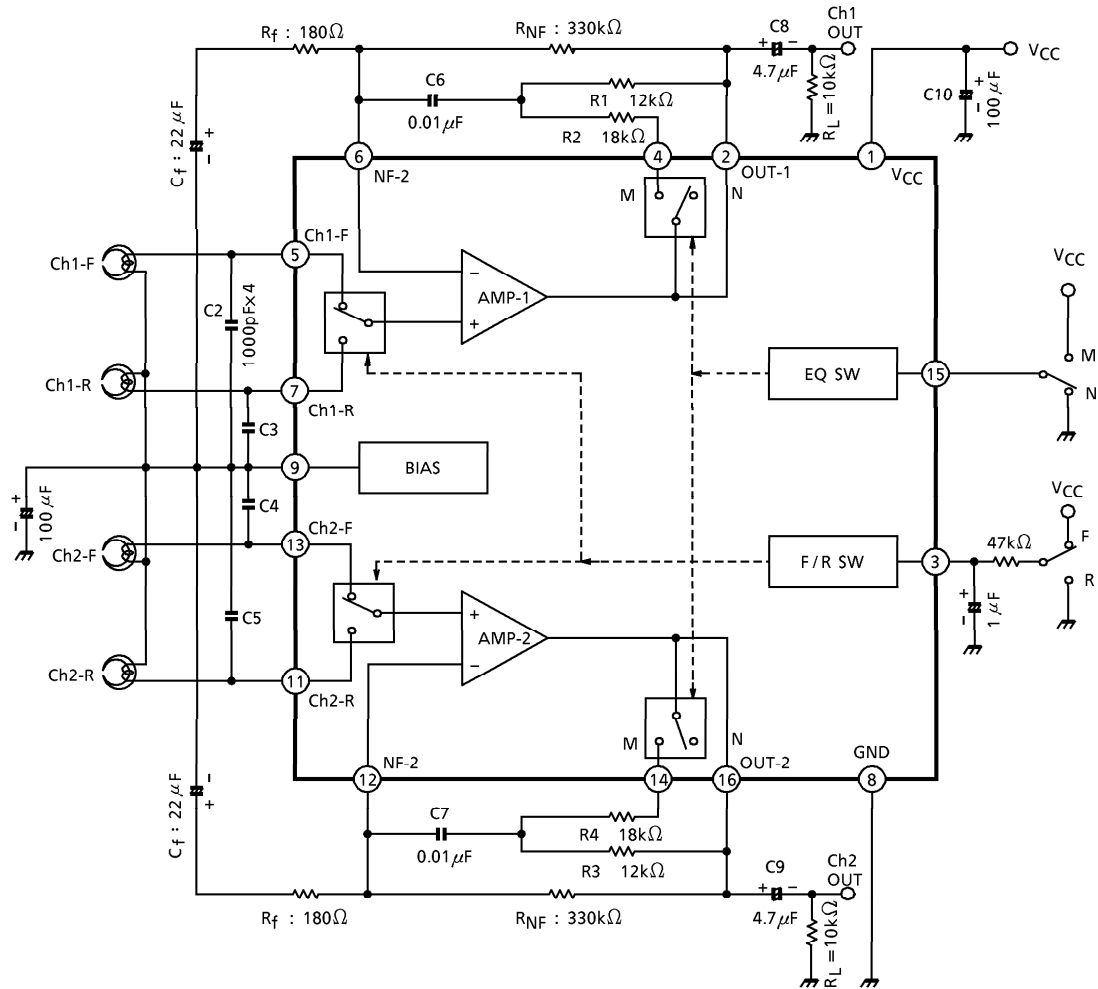 Rf : 180Ω
RNF : 330kΩ
C8
+ −
4.7μF
Ch1
OUT
RL=10kΩ
VCC
C10
+
−
100μF
C6
0.01μF
R1 12kΩ
R2 18kΩ
Cf : 22μF
+
−
6
NF-2
4
2
OUT-1
1
VCC
M
N
Ch1-F
5
Ch1-F
C2
1000pF×4
AMP-1
−
+
VCC
M
N
EQ SW
15
Ch1-R
7
Ch1-R
C3
9
BIAS
+
−
100μF
C4
Ch2-F
13
Ch2-F
F/R SW
3
47kΩ
VCC
F
R
+
−
1μF
C5
AMP-2
+
−
Ch2-R
11
Ch2-R
M
N
NF-2
12
14
16
OUT-2
GND
8
Cf : 22μF
−
+
C7
0.01μF
R4 18kΩ
R3 12kΩ
C9
+ −
4.7μF
Ch2
OUT
RL=10kΩ
Rf : 180Ω
RNF : 330kΩ